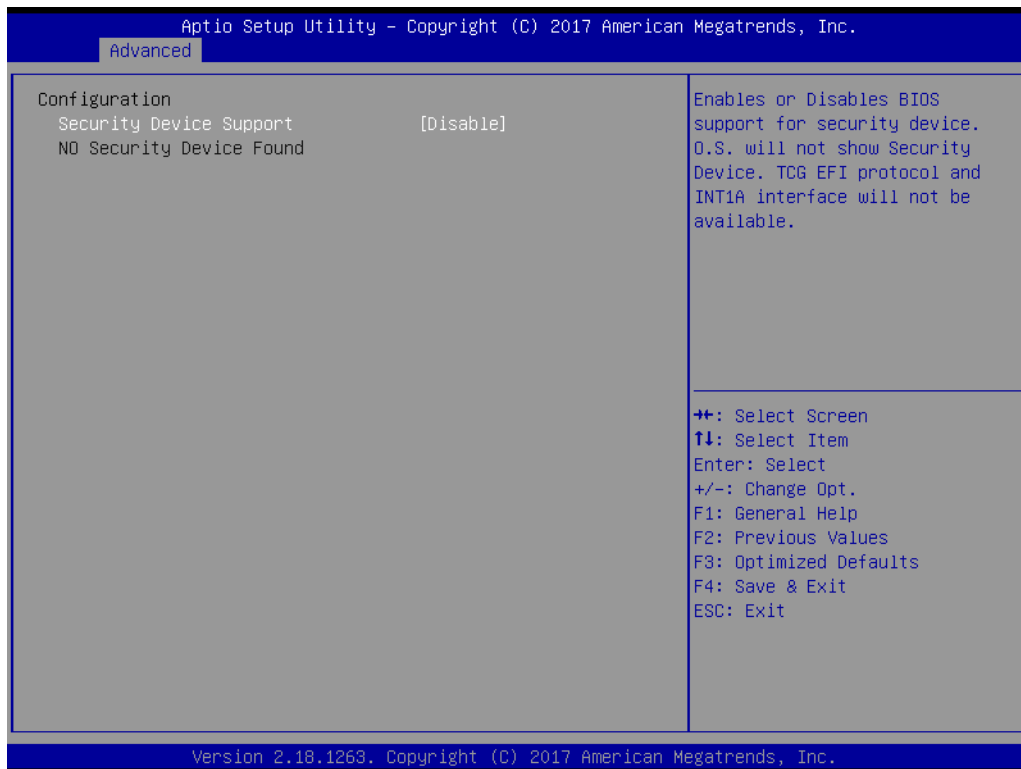 Aptio Setup Utility – Copyright (C) 2017 American Megatrends, Inc.
Advanced
Configuration
Security Device Support [Disable]
NO Security Device Found
Enables or Disables BIOS
support for security device.
O.S. will not show Security
Device. TCG EFI protocol and
INT1A interface will not be
available.
→←: Select Screen
↑↓: Select Item
Enter: Select
+/-: Change Opt.
F1: General Help
F2: Previous Values
F3: Optimized Defaults
F4: Save & Exit
ESC: Exit
Version 2.18.1263. Copyright (C) 2017 American Megatrends, Inc.